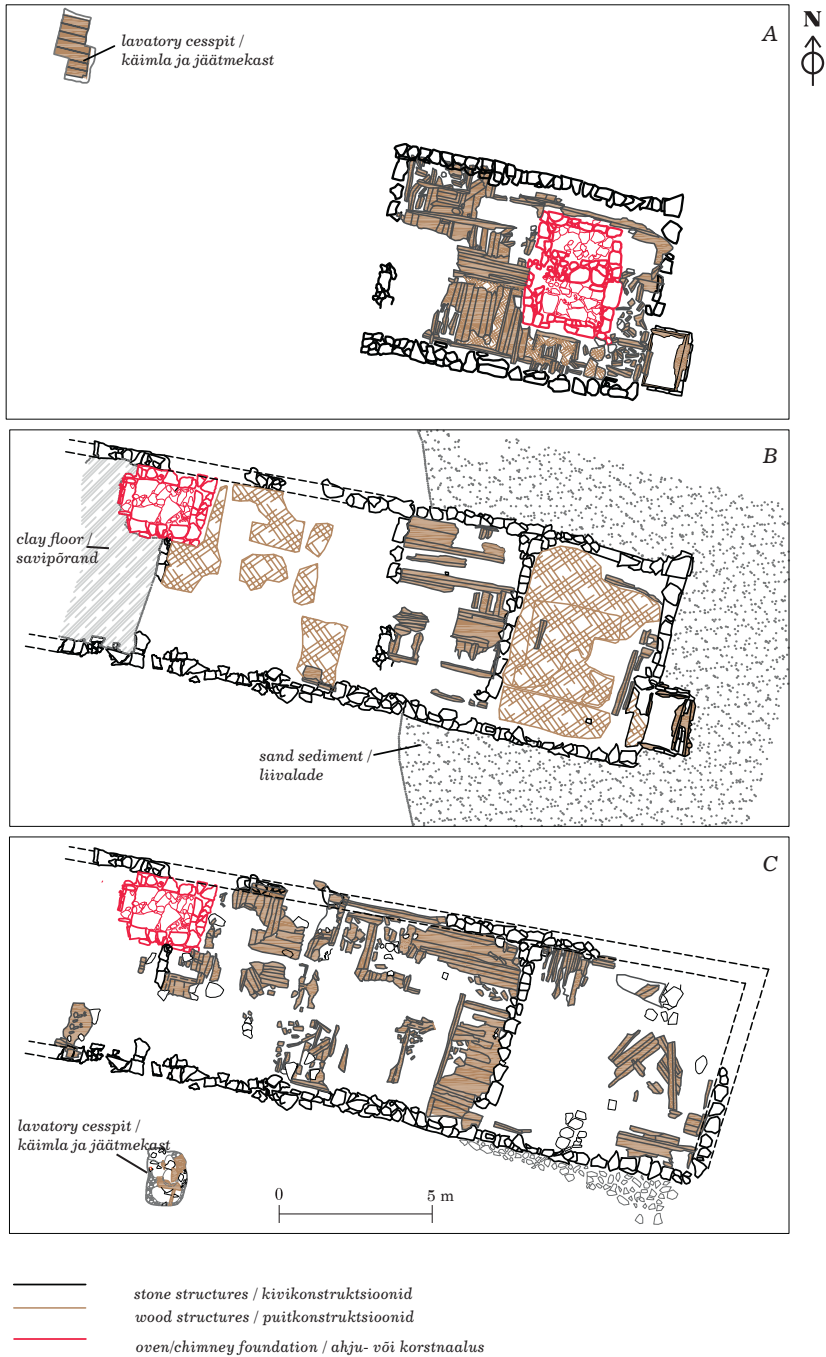 N
A
lavatory cesspit /
käimla ja jäätmekast
B
clay floor /
savipõrand
sand sediment /
liivalade
C
lavatory cesspit /
käimla ja jäätmekast
0 5 m
stone structures / kivikonstruktsioonid
wood structures / puitkonstruktsioonid
oven/chimney foundation / ahju- või korstnaalus